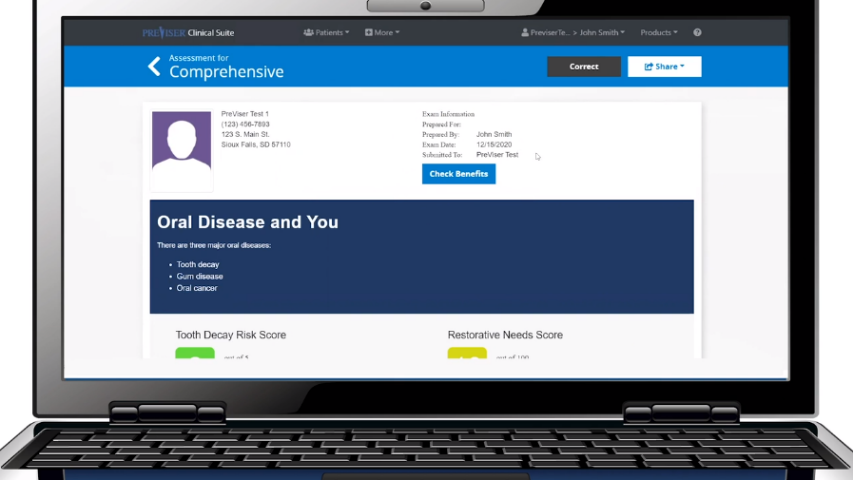 PREVISER Clinical Suite
Patients
More
PreviserTe... > John Smith
Products
?
Assessment for
Comprehensive
Correct
Share
PreViser Test 1
(123) 456-7893
123 S. Main St.
Sioux Falls, SD 57110
Exam Information
Prepared For:
Prepared By: John Smith
Exam Date: 12/18/2020
Submitted To: PreViser Test
Check Benefits
Oral Disease and You
There are three major oral diseases:
• Tooth decay
• Gum disease
• Oral cancer
Tooth Decay Risk Score
Restorative Needs Score
out of 5
out of 100